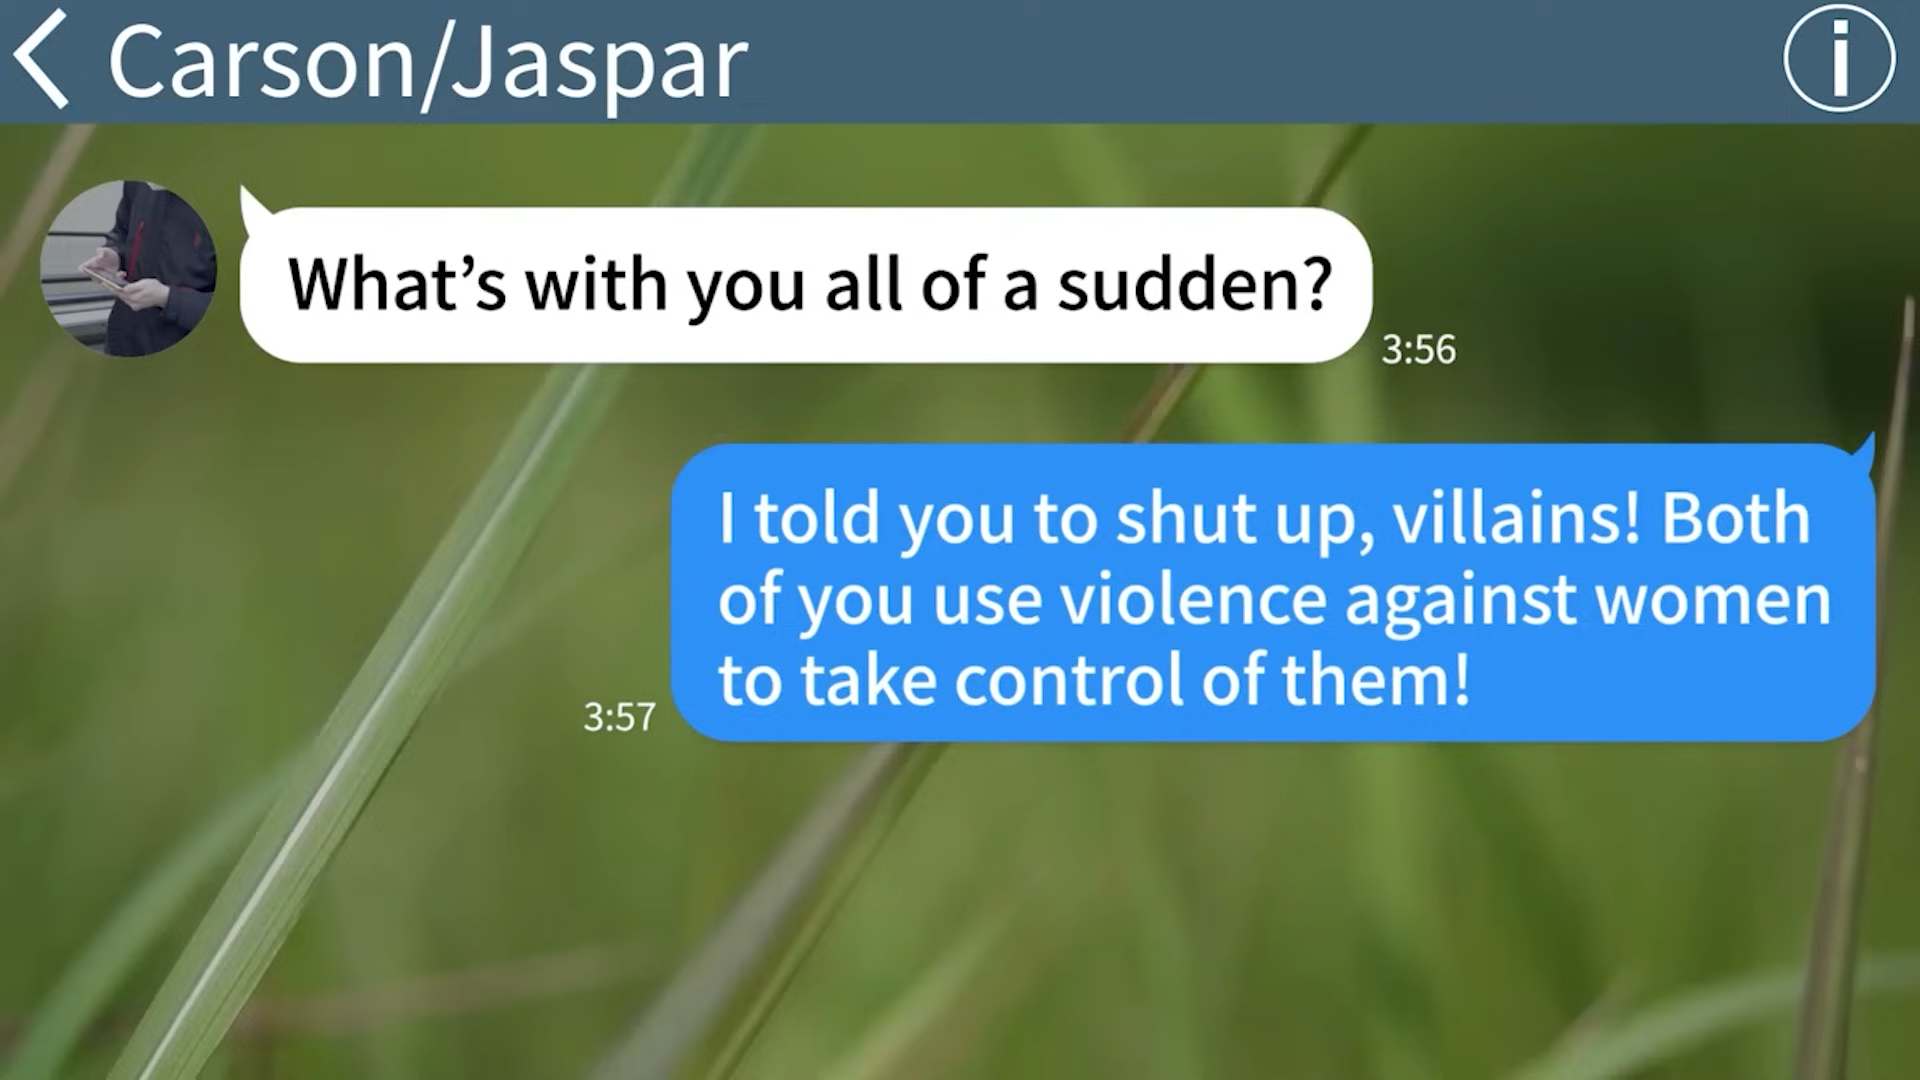 Carson/Jaspar
What’s with you all of a sudden?
3:56
I told you to shut up, villains! Both
of you use violence against women
to take control of them!
3:57